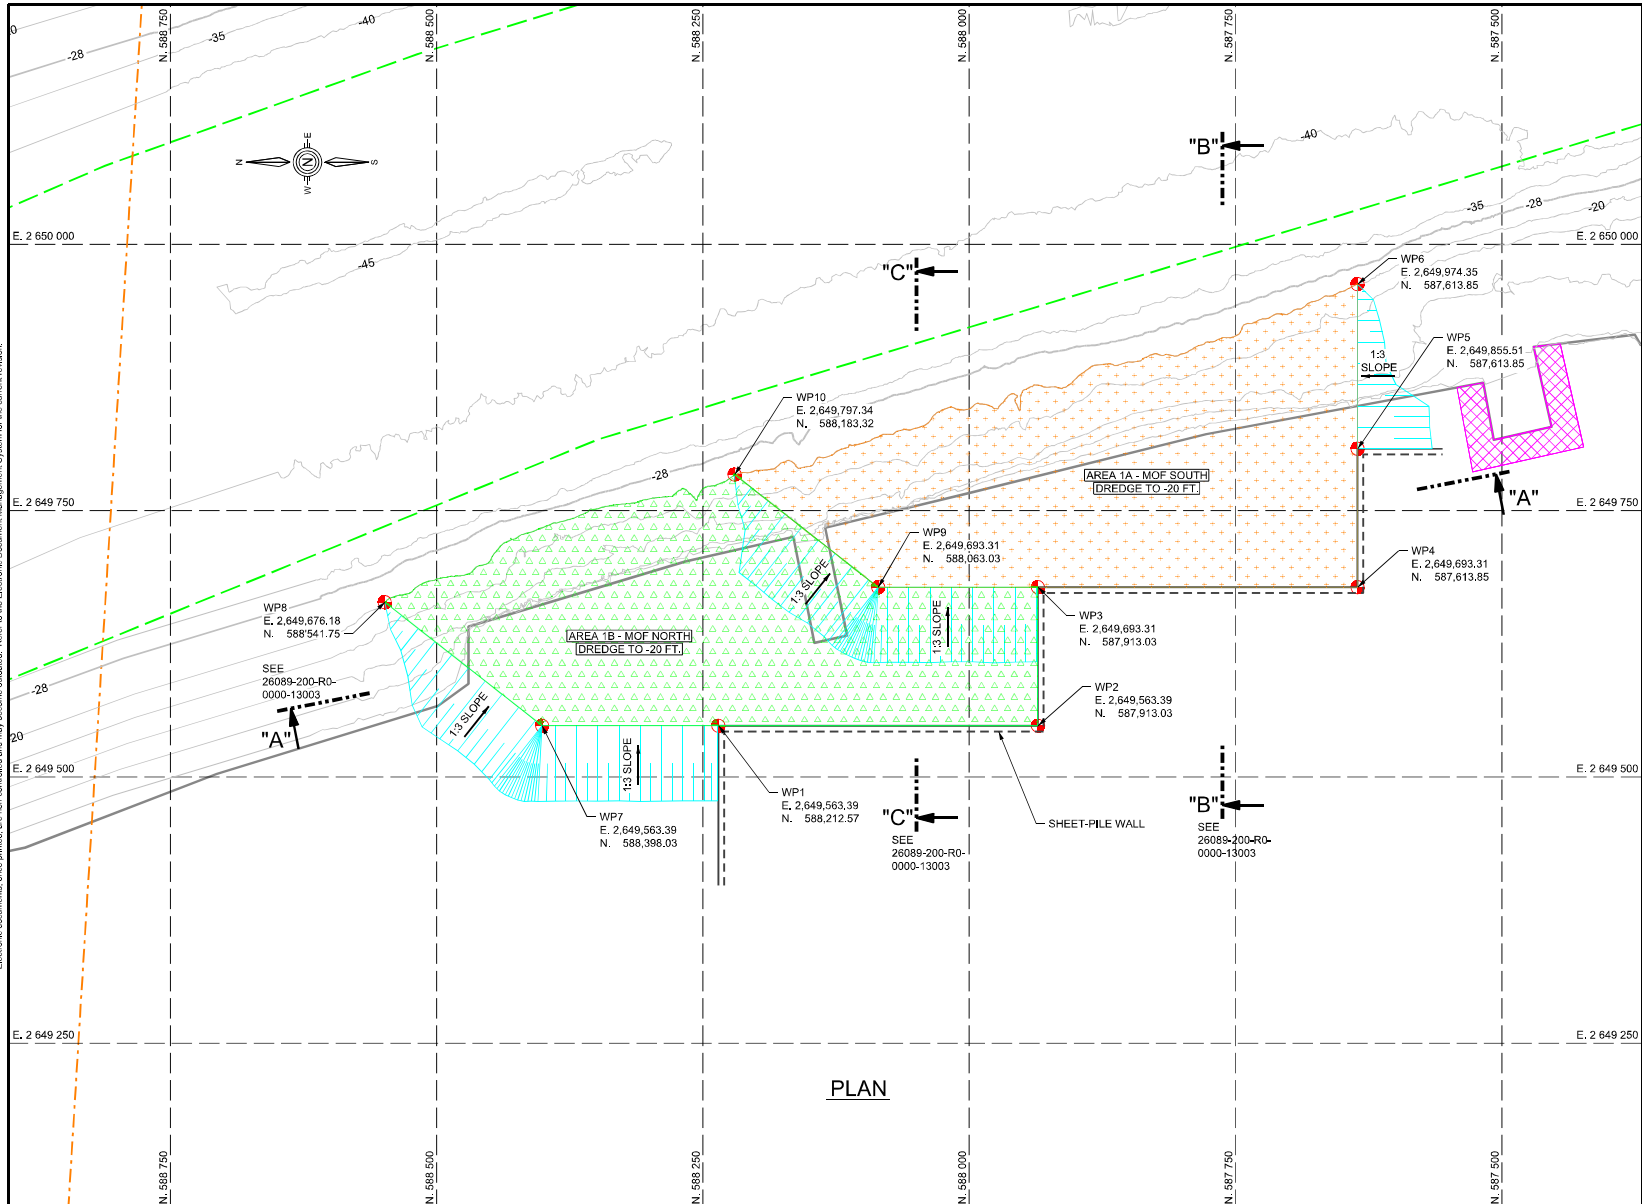 N. 588 750
N. 588 500
N. 588 250
N. 588 000
N. 587 750
N. 587 500
-40
-35
-28
0
N
E
S
W
N
"B"
-40
-35
-28
-20
E. 2 650 000
E. 2 650 000
-45
"C"
WP6
E. 2,649,974.35
N. 587,613.85
WP5
E. 2,649,855.51
N. 587,613.85
1:3
SLOPE
WP10
E. 2,649,797.34
N. 588,183.32
-28
AREA 1A - MOF SOUTH
DREDGE TO -20 FT.
"A"
E. 2 649 750
E. 2 649 750
WP9
E. 2,649,693.31
N. 588,063.03
WP4
E. 2,649,693.31
N. 587,613.85
1:3 SLOPE
WP8
E. 2,649,676.18
N. 588'541.75
AREA 1B - MOF NORTH
DREDGE TO -20 FT.
1:3 SLOPE
WP3
E. 2,649,693.31
N. 587,913.03
SEE
26089-200-R0-
0000-13003
-28
"A"
20
1:3 SLOPE
WP2
E. 2,649,563.39
N. 587,913.03
1:3 SLOPE
E. 2 649 500
E. 2 649 500
WP1
E. 2,649,563.39
N. 588,212.57
WP7
E. 2,649,563.39
N. 588,398.03
"C"
SEE
26089-200-R0-
0000-13003
SHEET-PILE WALL
"B"
SEE
26089-200-R0-
0000-13003
E. 2 649 250
E. 2 649 250
PLAN
N. 588 750
N. 588 500
N. 588 250
N. 588 000
N. 587 750
N. 587 500